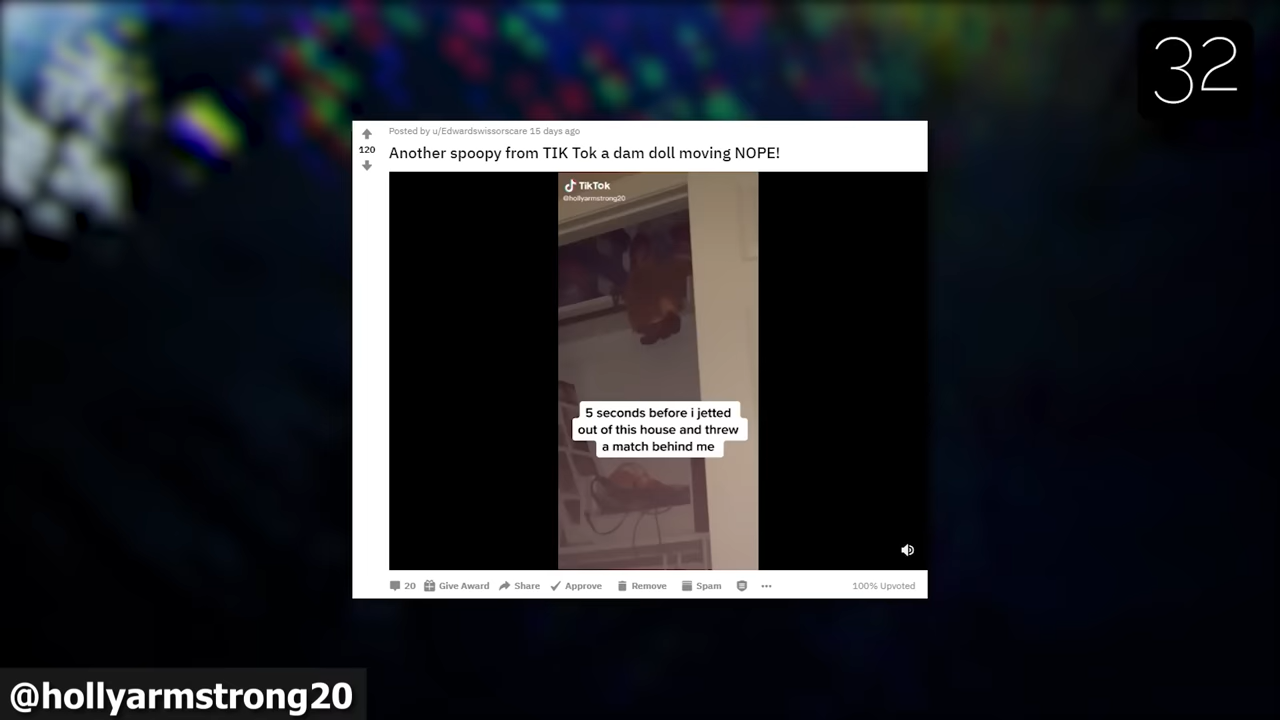 32
Posted by u/Edwardswissorscare 15 days ago
120
Another spoopy from TIK Tok a dam doll moving NOPE!
TikTok
@hollyarmstrong20
5 seconds before i jetted
out of this house and threw
a match behind me
20 Give Award Share Approve Remove Spam ... 100% Upvoted
@hollyarmstrong20